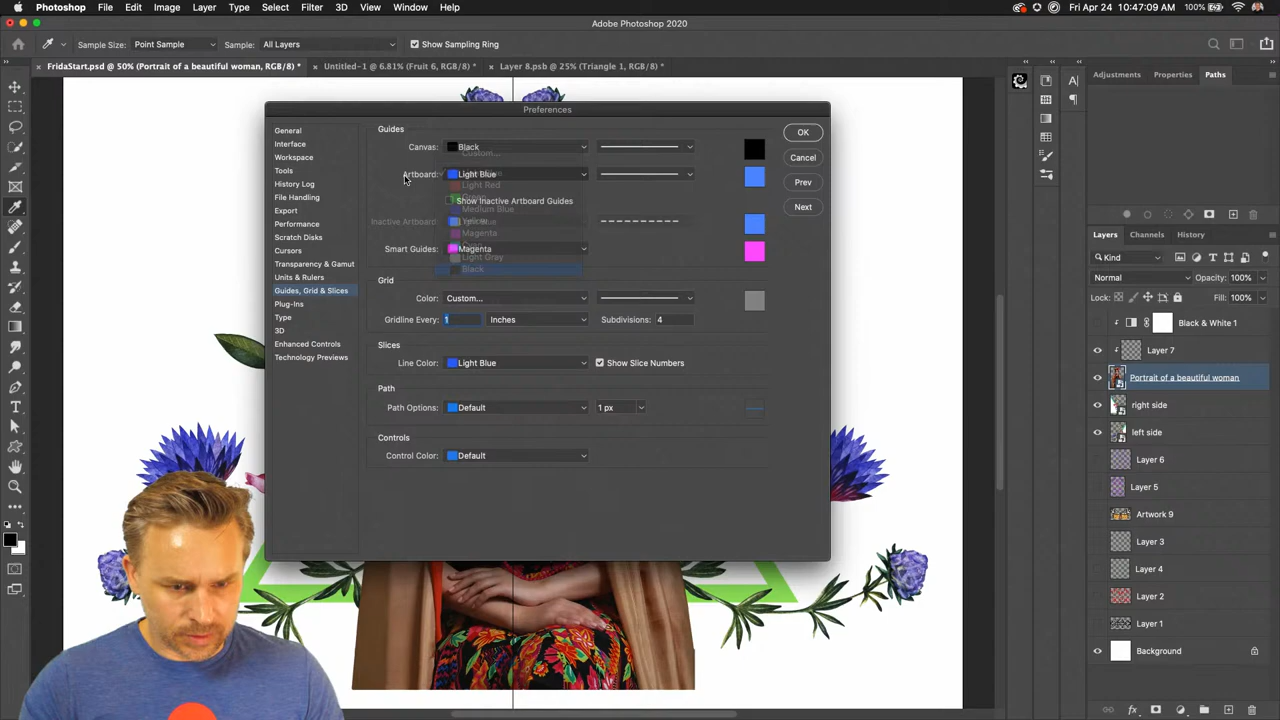 Photoshop File Edit Image Layer Type Select Filter 3D View Window Help 100% Fri Apr 24 10:47:09 AM
Adobe Photoshop 2020
Sample Size: Point Sample Sample: All Layers Show Sampling Ring
FridaStart.psd @ 50% (Portrait of a beautiful woman, RGB/8) * Untitled-1 @ 6.81% (Fruit 6, RGB/8) * Layer 8.psb @ 25% (Triangle 1, RGB/8) *
Adjustments Properties Paths
Preferences
General
Interface
Workspace
Tools
History Log
File Handling
Export
Performance
Scratch Disks
Cursors
Transparency & Gamut
Units & Rulers
Guides, Grid & Slices
Plug-Ins
Type
3D
Enhanced Controls
Technology Previews
Guides
Canvas: Black
Custom...
Artboard: Light Blue
Light Red
Show Inactive Artboard Guides
Medium Blue
Inactive Artboard:
Yellow
Magenta
Smart Guides: Magenta
Light Gray
Black
Grid
Color: Custom...
Gridline Every: 1 Inches Subdivisions: 4
Slices
Line Color: Light Blue Show Slice Numbers
Path
Path Options: Default 1 px
Controls
Control Color: Default
OK
Cancel
Prev
Next
Layers Channels History
Kind
Normal Opacity: 100%
Lock: Fill: 100%
Black & White 1
Layer 7
Portrait of a beautiful woman
right side
left side
Layer 6
Layer 5
Artwork 9
Layer 3
Layer 4
Layer 2
Layer 1
Background